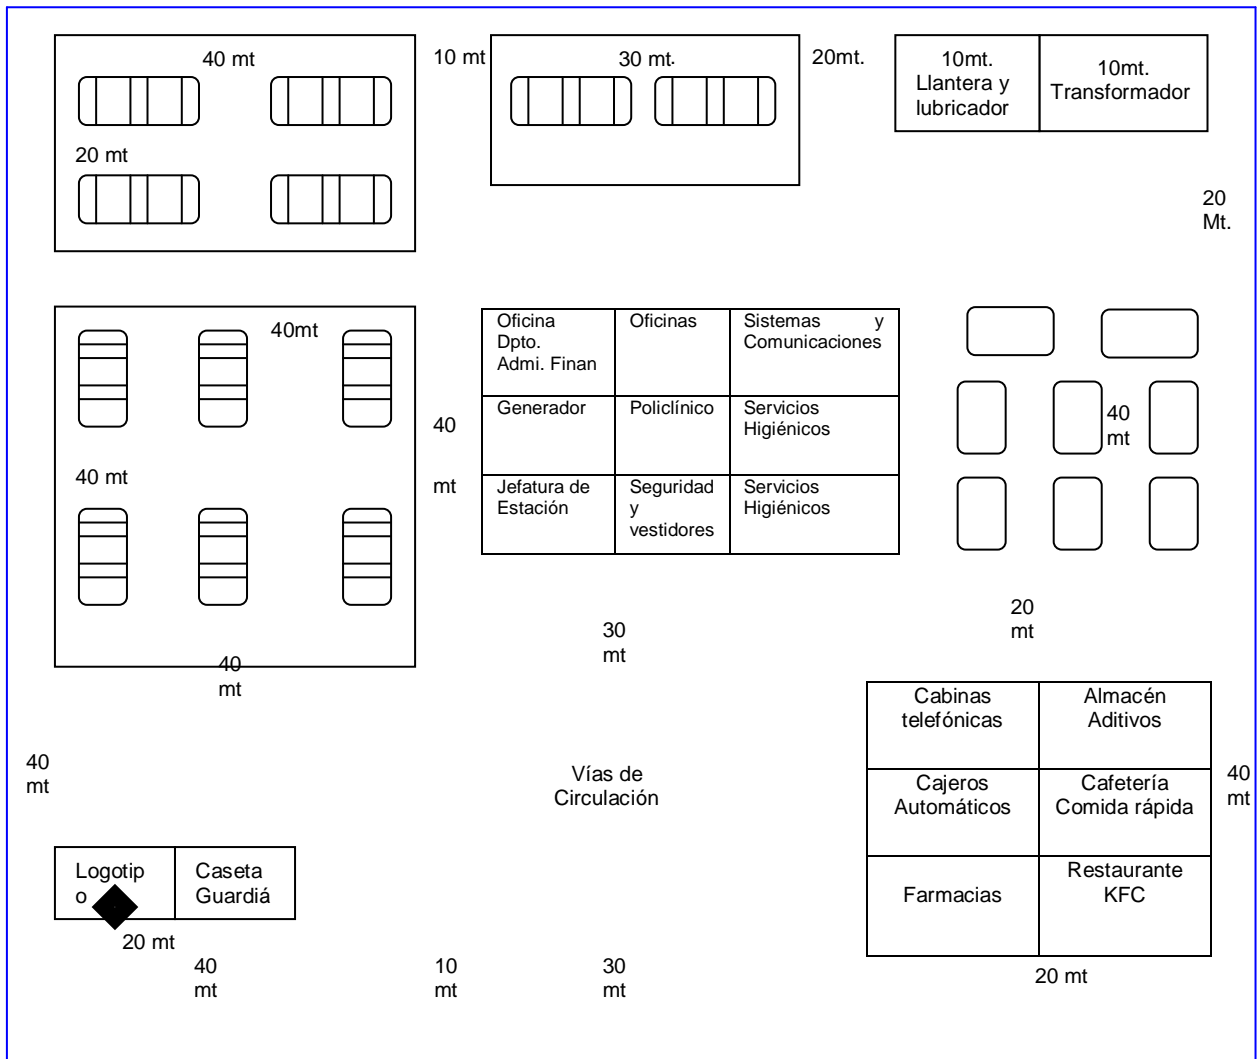 40 mt
10 mt
30 mt.
20mt.
10mt.
Llantera y
lubricador
10mt.
Transformador
20 mt
20
Mt.
40mt
40 mt
40
mt
Oficina
Dpto.
Admi. Finan
Oficinas
Sistemas y
Comunicaciones
Generador
Policlínico
Servicios
Higiénicos
Jefatura de
Estación
Seguridad
y
vestidores
Servicios
Higiénicos
40
mt
20
mt
30
mt
40
mt
40
mt
Vías de
Circulación
Cabinas
telefónicas
Almacén
Aditivos
Cajeros
Automáticos
Cafetería
Comida rápida
40
mt
Farmacias
Restaurante
KFC
20 mt
Logotip
o
Caseta
Guardiá
20 mt
40
mt
10
mt
30
mt